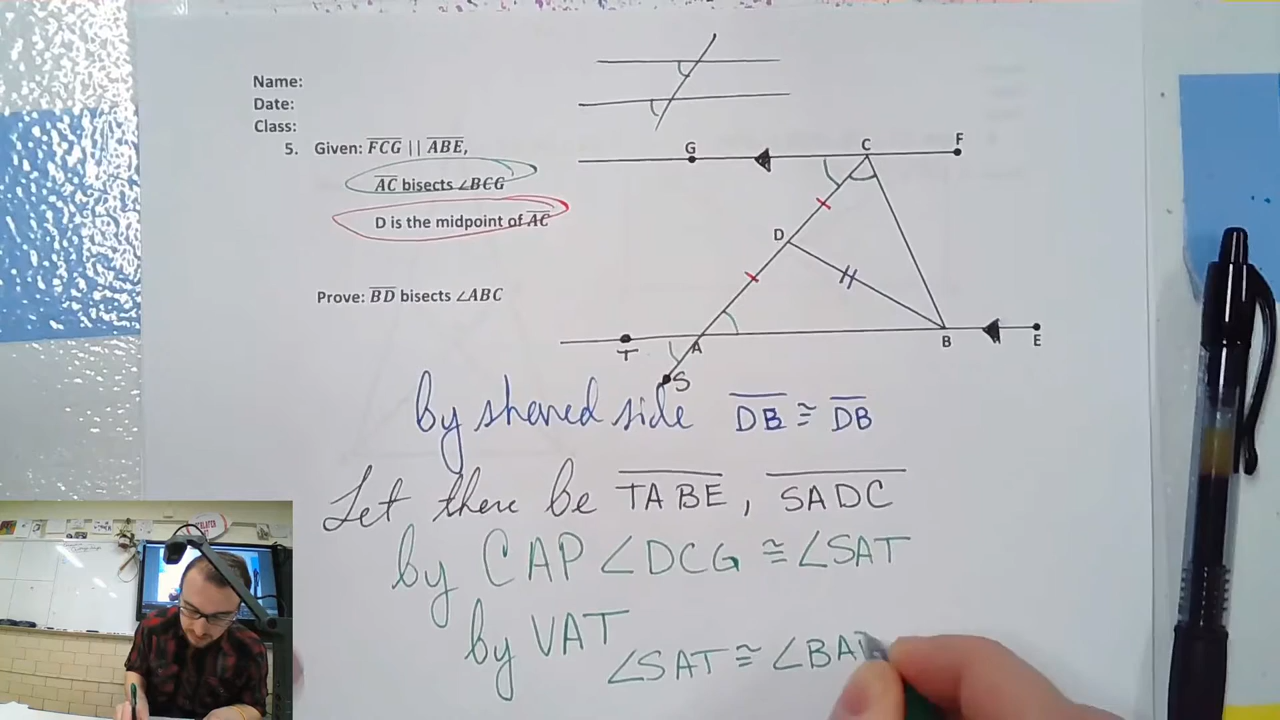 Name:
Date:
Class:
5. Given: FCG || ABE,
AC bisects ∠BCG
D is the midpoint of AC
Prove: BD bisects ∠ABC
G
C
F
D
T
A
B
E
S
By shared side DB ≅ DB
Let there be TABE, SADC
by CAP ∠DCG ≅ ∠SAT
by VAT
∠SAT ≅ ∠BA